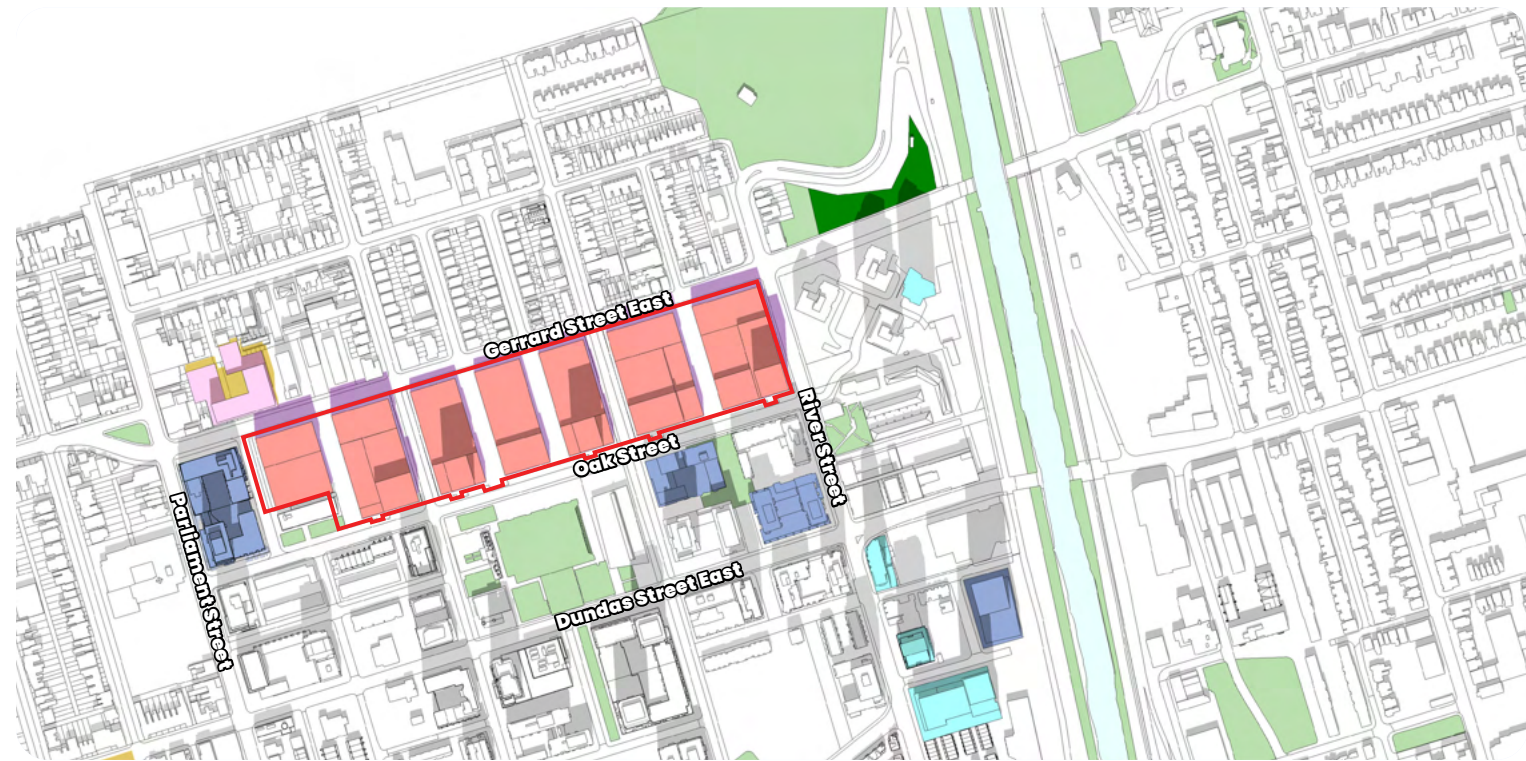 Gerrard Street East
River Street
Oak Street
Parliament Street
Dundas Street East